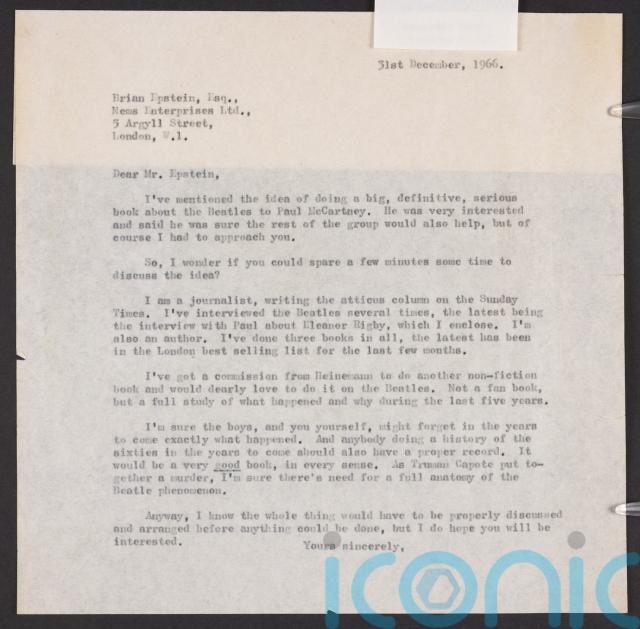 31st December, 1966.
Brian Epstein, Esq.,
Nems Enterprises Ltd.,
5 Argyll Street,
London, W.1.
Dear Mr. Epstein,
I've mentioned the idea of doing a big, definitive, serious
book about the Beatles to Paul McCartney. He was very interested
and said he was sure the rest of the group would also help, but of
course I had to approach you.
So, I wonder if you could spare a few minutes some time to
discuss the idea?
I am a journalist, writing the atticus column on the Sunday
Times. I've interviewed the Beatles several times, the latest being
the interview with Paul about Eleanor Rigby, which I enclose. I'm
also an author. I've done three books in all, the latest has been
in the London best selling list for the last few months.
I've got a commission from Heinemann to do another non-fiction
book and would dearly love to do it on the Beatles. Not a fan book,
but a full study of what happened and why during the last five years.
I'm sure the boys, and you yourself, might forget in the years
to come exactly what happened. And anybody doing a history of the
sixties in the years to come should also have a proper record. It
would be a very good book, in every sense. As Truman Capote put to-
gether a murder, I'm sure there's need for a full anatomy of the
Beatle phenomenon.
Anyway, I know the whole thing would have to be properly discussed
and arranged before anything could be done, but I do hope you will be
interested.
Yours sincerely,
iconic